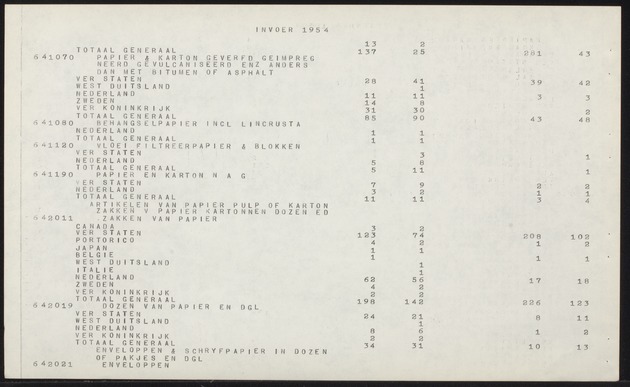 INVOER 1954
13 2
TOTAAL GENERAAL 137 25 281 43
641070 PAPIER & KARTON GEVERFD GEIMPREG
NEERD GEVULCANISEERD ENZ ANDERS
DAN MET BITUMEN OF ASPHALT
VER STATEN 28 41 39 42
WEST DUITSLAND 1
NEDERLAND 11 11 3 3
ZWEDEN 14 8
VER KONINKRIJK 31 30 2
TOTAAL GENERAAL 85 90 43 48
641080 BEHANGSELPAPIER INCL LINCRUSTA
NEDERLAND 1 1
TOTAAL GENERAAL 1 1
641120 VLOEI FILTREERPAPIER & BLOKKEN
VER STATEN 3 1
NEDERLAND 5 8
TOTAAL GENERAAL 5 11 1
641190 PAPIER EN KARTON N A G
VER STATEN 7 9 2 2
NEDERLAND 3 2 1 1
TOTAAL GENERAAL 11 11 3 4
ARTIKELEN VAN PAPIER PULP OF KARTON
ZAKKEN V PAPIER KARTONNEN DOZEN ED
642011 ZAKKEN VAN PAPIER
CANADA 3 2
VER STATEN 123 74 208 102
PORTORICO 4 2 1 2
JAPAN 1 1
BELGIE 1 1 1
WEST DUITSLAND 1
ITALIE 1
NEDERLAND 62 56 17 18
ZWEDEN 4 2
VER KONINKRIJK 2 2
TOTAAL GENERAAL 198 142 226 123
642019 DOZEN VAN PAPIER EN DGL
VER STATEN 24 21 8 11
WEST DUITSLAND 1
NEDERLAND 8 6 1 2
VER KONINKRIJK 2 2
TOTAAL GENERAAL 34 31 10 13
ENVELOPPEN & SCHRYFPAPIER IN DOZEN
OF PAKJES EN DGL
642021 ENVELOPPEN